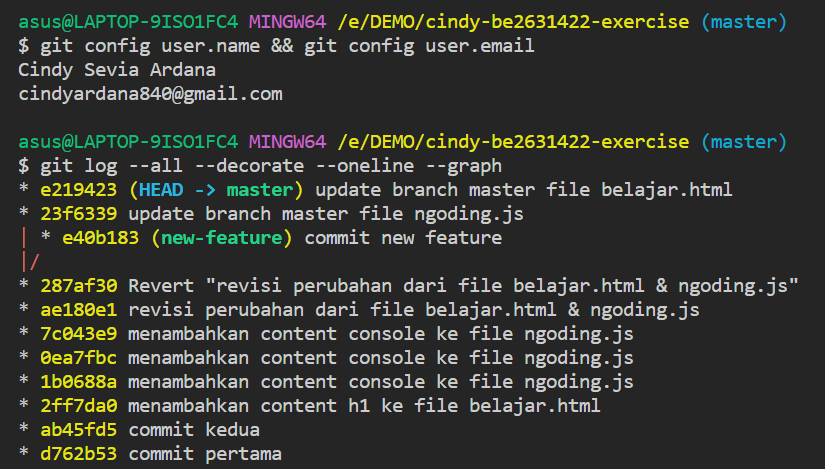 asus@LAPTOP-9ISO1FC4 MINGW64 /e/DEMO/cindy-be2631422-exercise (master)
$ git config user.name && git config user.email
Cindy Sevia Ardana
cindyardana840@gmail.com
asus@LAPTOP-9ISO1FC4 MINGW64 /e/DEMO/cindy-be2631422-exercise (master)
$ git log --all --decorate --oneline --graph
* e219423 (HEAD -> master) update branch master file belajar.html
* 23f6339 update branch master file ngoding.js
| * e40b183 (new-feature) commit new feature
|/
* 287af30 Revert "revisi perubahan dari file belajar.html & ngoding.js"
* ae180e1 revisi perubahan dari file belajar.html & ngoding.js
* 7c043e9 menambahkan content console ke file ngoding.js
* 0ea7fbc menambahkan content console ke file ngoding.js
* 1b0688a menambahkan content console ke file ngoding.js
* 2ff7da0 menambahkan content h1 ke file belajar.html
* ab45fd5 commit kedua
* d762b53 commit pertama